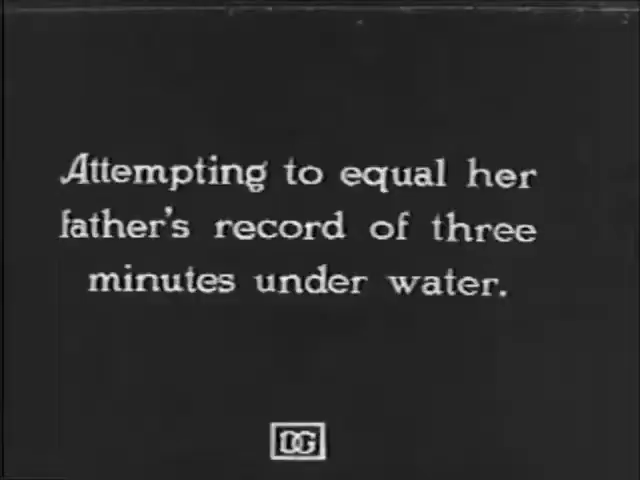 Attempting to equal her
father's record of three
minutes under water.
DG